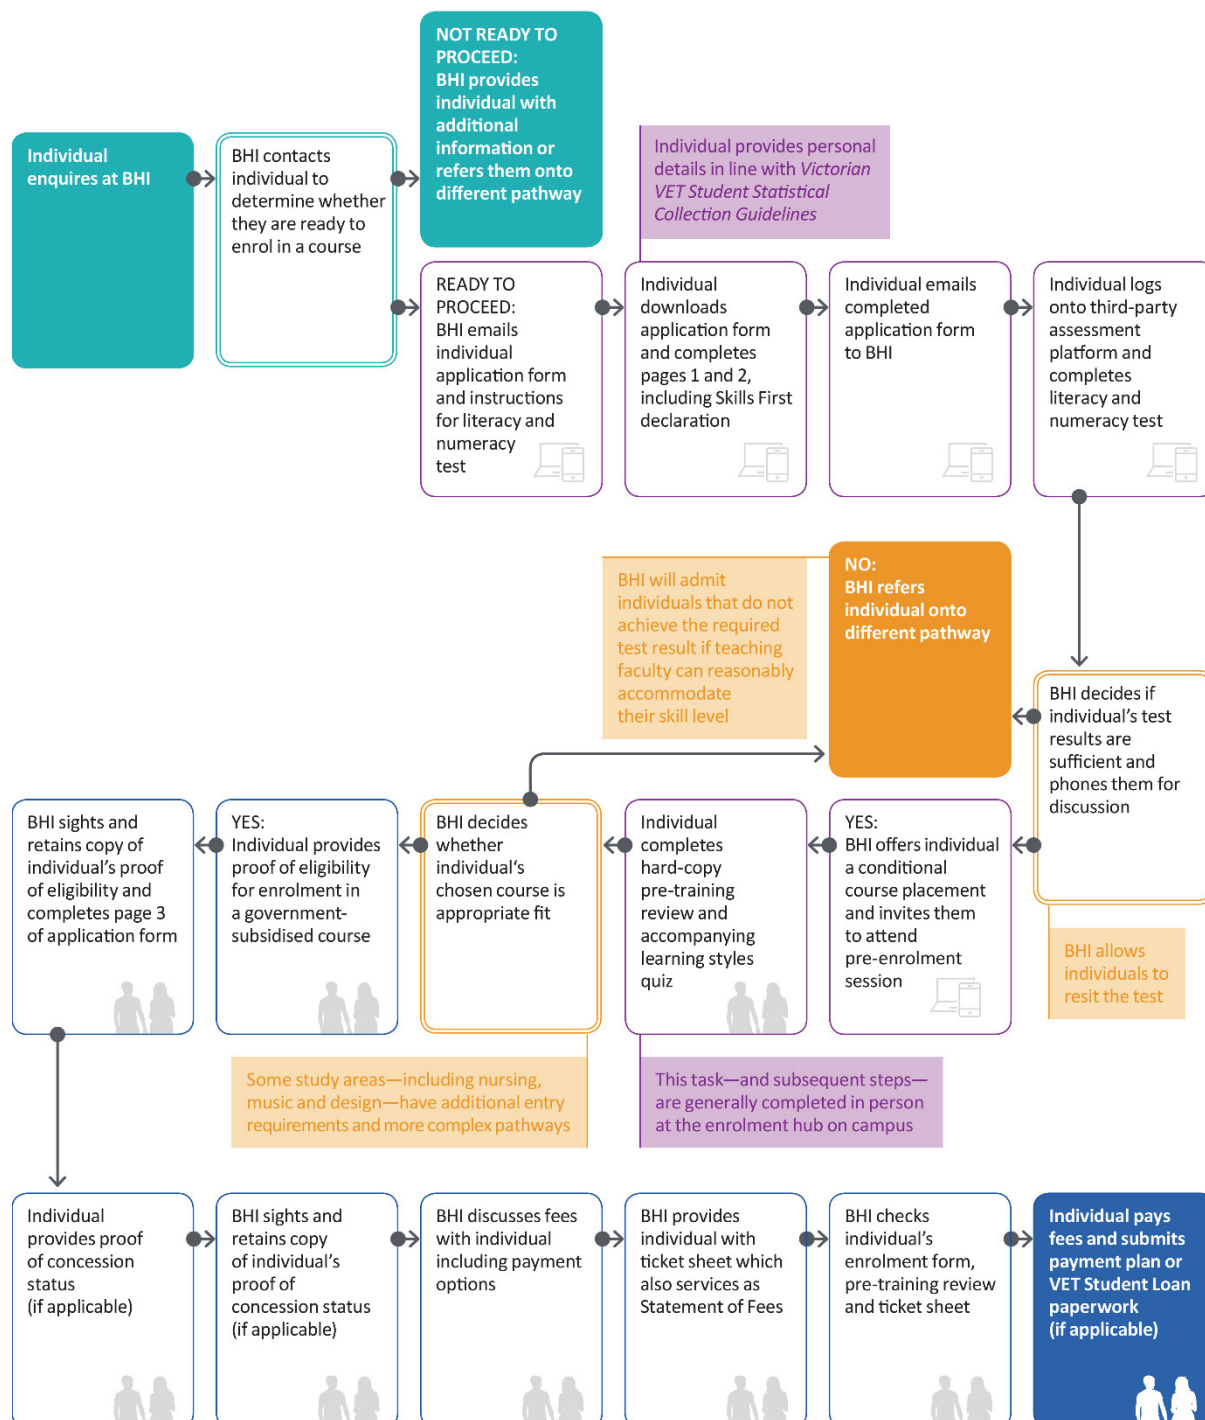 NOT READY TO
PROCEED:
BHI provides
individual with
additional
information or
refers them onto
different pathway
Individual
enquires at BHI
BHI contacts
individual to
determine whether
they are ready to
enrol in a course
Individual provides personal
details in line with Victorian
VET Student Statistical
Collection Guidelines
READY TO
PROCEED:
BHI emails
individual
application form
and instructions
for literacy and
numeracy
test
Individual
downloads
application form
and completes
pages 1 and 2,
including Skills First
declaration
Individual emails
completed
application form
to BHI
Individual logs
onto third-party
assessment
platform and
completes
literacy and
numeracy test
BHI will admit
individuals that do not
achieve the required
test result if teaching
faculty can reasonably
accommodate
their skill level
NO:
BHI refers
individual onto
different pathway
BHI decides if
individual’s test
results are
sufficient and
phones them for
discussion
BHI allows
individuals to
resit the test
YES:
BHI offers individual
a conditional
course placement
and invites them
to attend
pre-enrolment
session
Individual
completes
hard-copy
pre-training
review and
accompanying
learning styles
quiz
This task—and subsequent steps—
are generally completed in person
at the enrolment hub on campus
BHI decides
whether
individual‘s
chosen course is
appropriate fit
Some study areas—including nursing,
music and design—have additional entry
requirements and more complex pathways
YES:
Individual provides
proof of eligibility
for enrolment in
a government-
subsidised course
BHI sights and
retains copy of
individual’s proof
of eligibility and
completes page 3
of application form
Individual
provides proof
of concession
status
(if applicable)
BHI sights and
retains copy
of individual’s
proof of
concession status
(if applicable)
BHI discusses fees
with individual
including payment
options
BHI provides
individual with
ticket sheet which
also services as
Statement of Fees
BHI checks
individual’s
enrolment form,
pre-training review
and ticket sheet
Individual pays
fees and submits
payment plan or
VET Student Loan
paperwork
(if applicable)